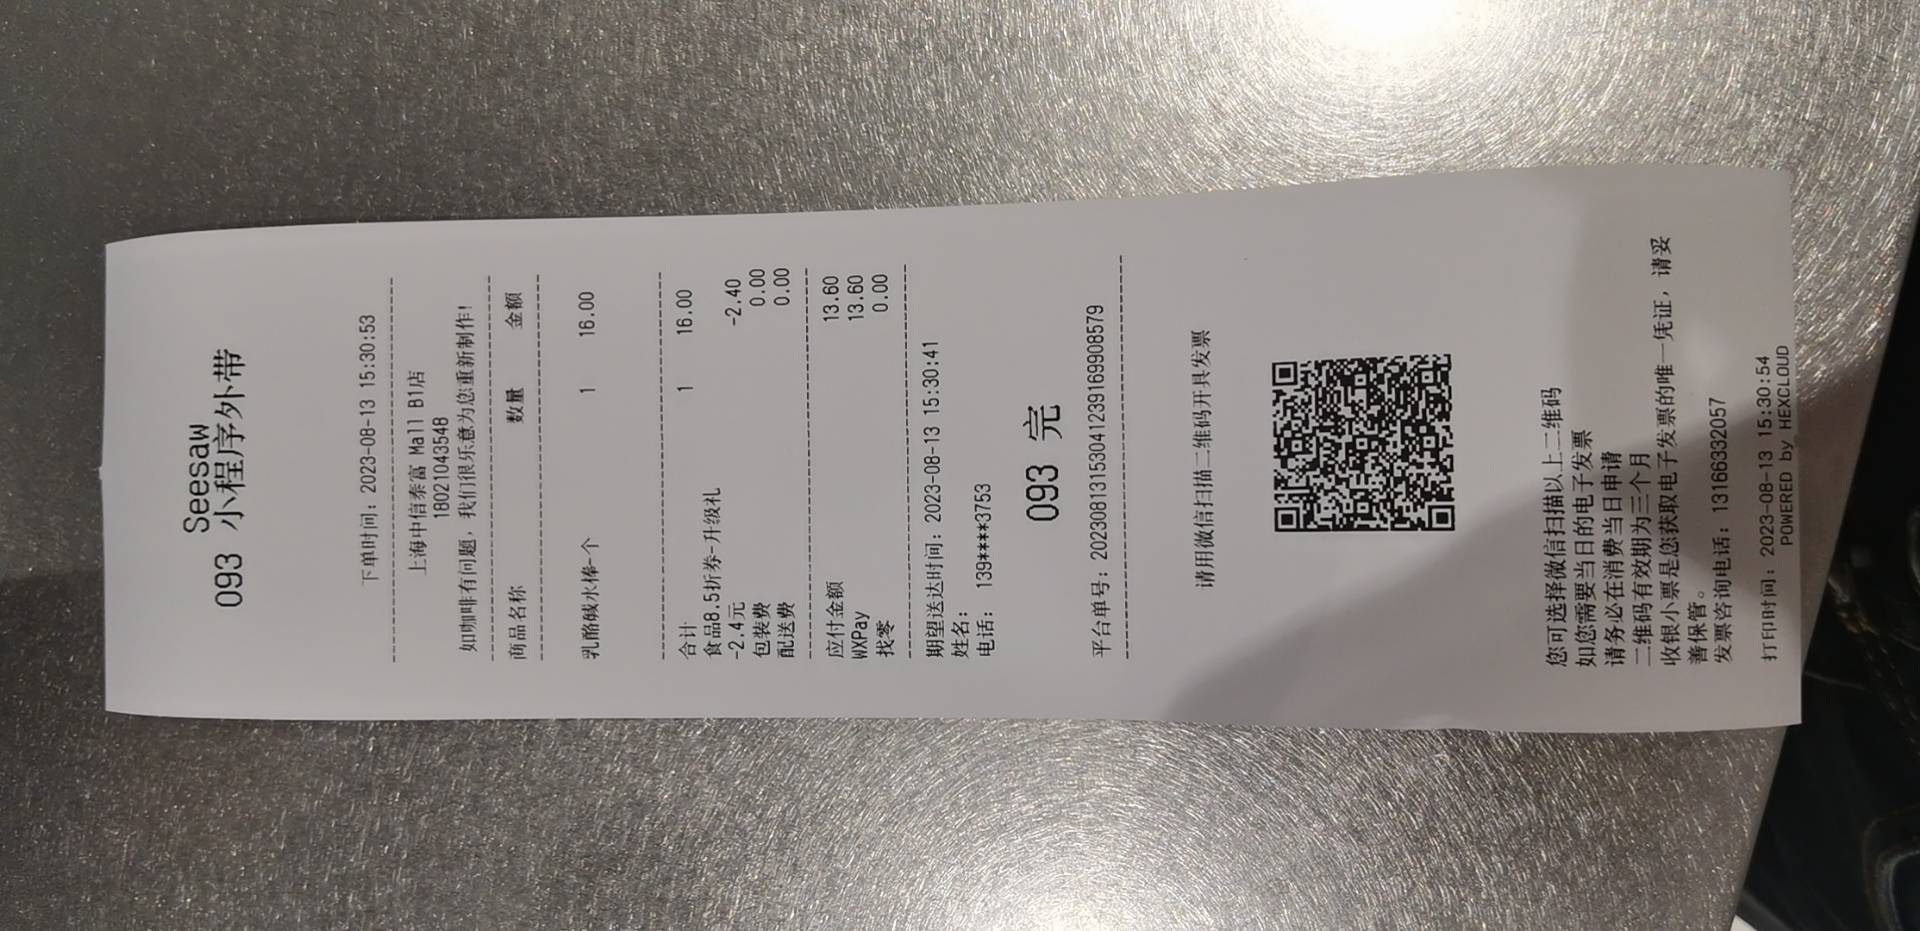 Seesaw
093 小程序外带
下单时间: 2023-08-13 15:30:53
上海中信泰富 Mall B1店
18021043548
如咖啡有问题, 我们很乐意为您重新制作!
商品名称 数量 金额
乳酪碱水棒-个 1 16.00
合计 1 16.00
食品8.5折券-升级礼
-2.4元 -2.40
包装费 0.00
配送费 0.00
应付金额 13.60
WXPay 13.60
找零 0.00
期望送达时间: 2023-08-13 15:30:41
姓名:
电话: 139****3753
093 完
平台单号: 20230813153041239169908579
请用微信扫描二维码开具发票
您可选择微信扫描以上二维码
如您需要当日的电子发票
请务必在消费当日申请
二维码有效期为三个月
收银小票是您获取电子发票的唯一凭证, 请妥
善保管。
发票咨询电话: 13166332057
打印时间: 2023-08-13 15:30:54
POWERED by HEXCLOUD